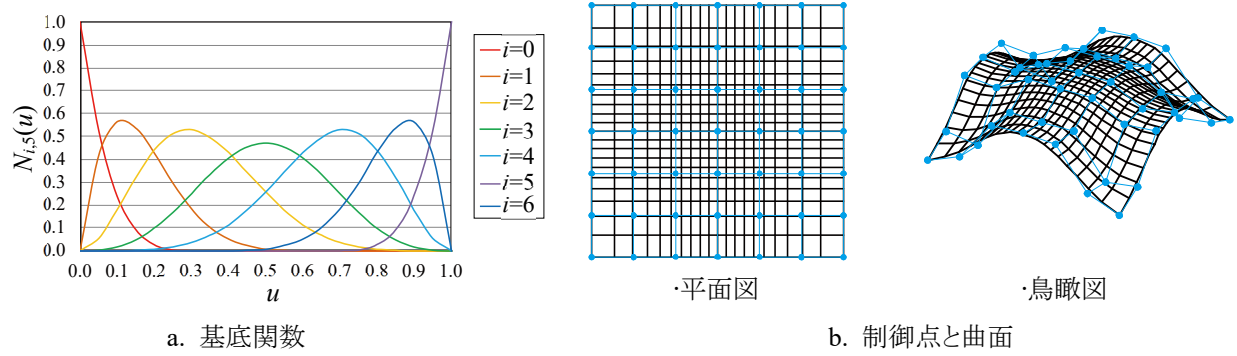 1.0
0.9
0.8
0.7
0.6
0.5
0.4
0.3
0.2
0.1
0.0
N_{i,5}(u)
0.0 0.1 0.2 0.3 0.4 0.5 0.6 0.7 0.8 0.9 1.0
u
i=0
i=1
i=2
i=3
i=4
i=5
i=6
a. 基底関数
·平面図
·鳥瞰図
b. 制御点と曲面